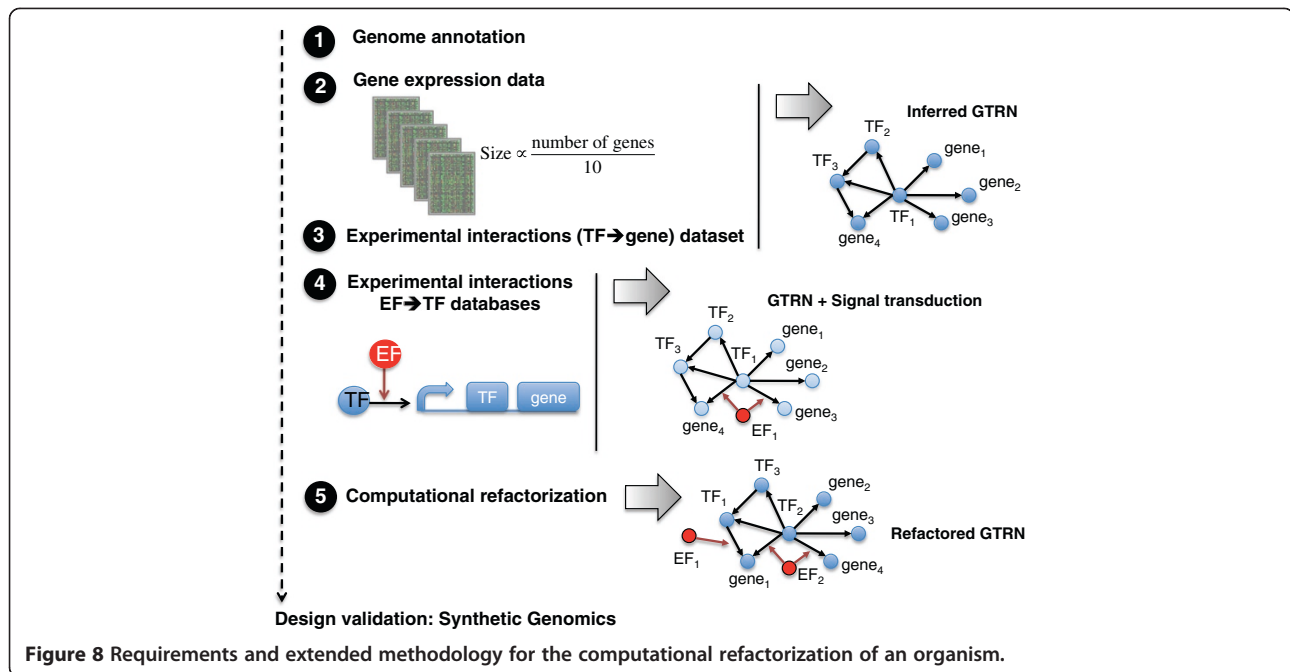 1 Genome annotation
2 Gene expression data
Size ∝ number of genes / 10
3 Experimental interactions (TF➔gene) dataset
Inferred GTRN
TF2
gene1
TF3
gene2
TF1
gene3
gene4
4 Experimental interactions
EF➔TF databases
EF
TF
TF
gene
GTRN + Signal transduction
TF2
gene1
TF3
TF1
gene2
gene3
gene4
EF1
5 Computational refactorization
TF3
gene2
TF1
TF2
gene3
Refactored GTRN
EF1
gene1
EF2
gene4
Design validation: Synthetic Genomics
Figure 8 Requirements and extended methodology for the computational refactorization of an organism.